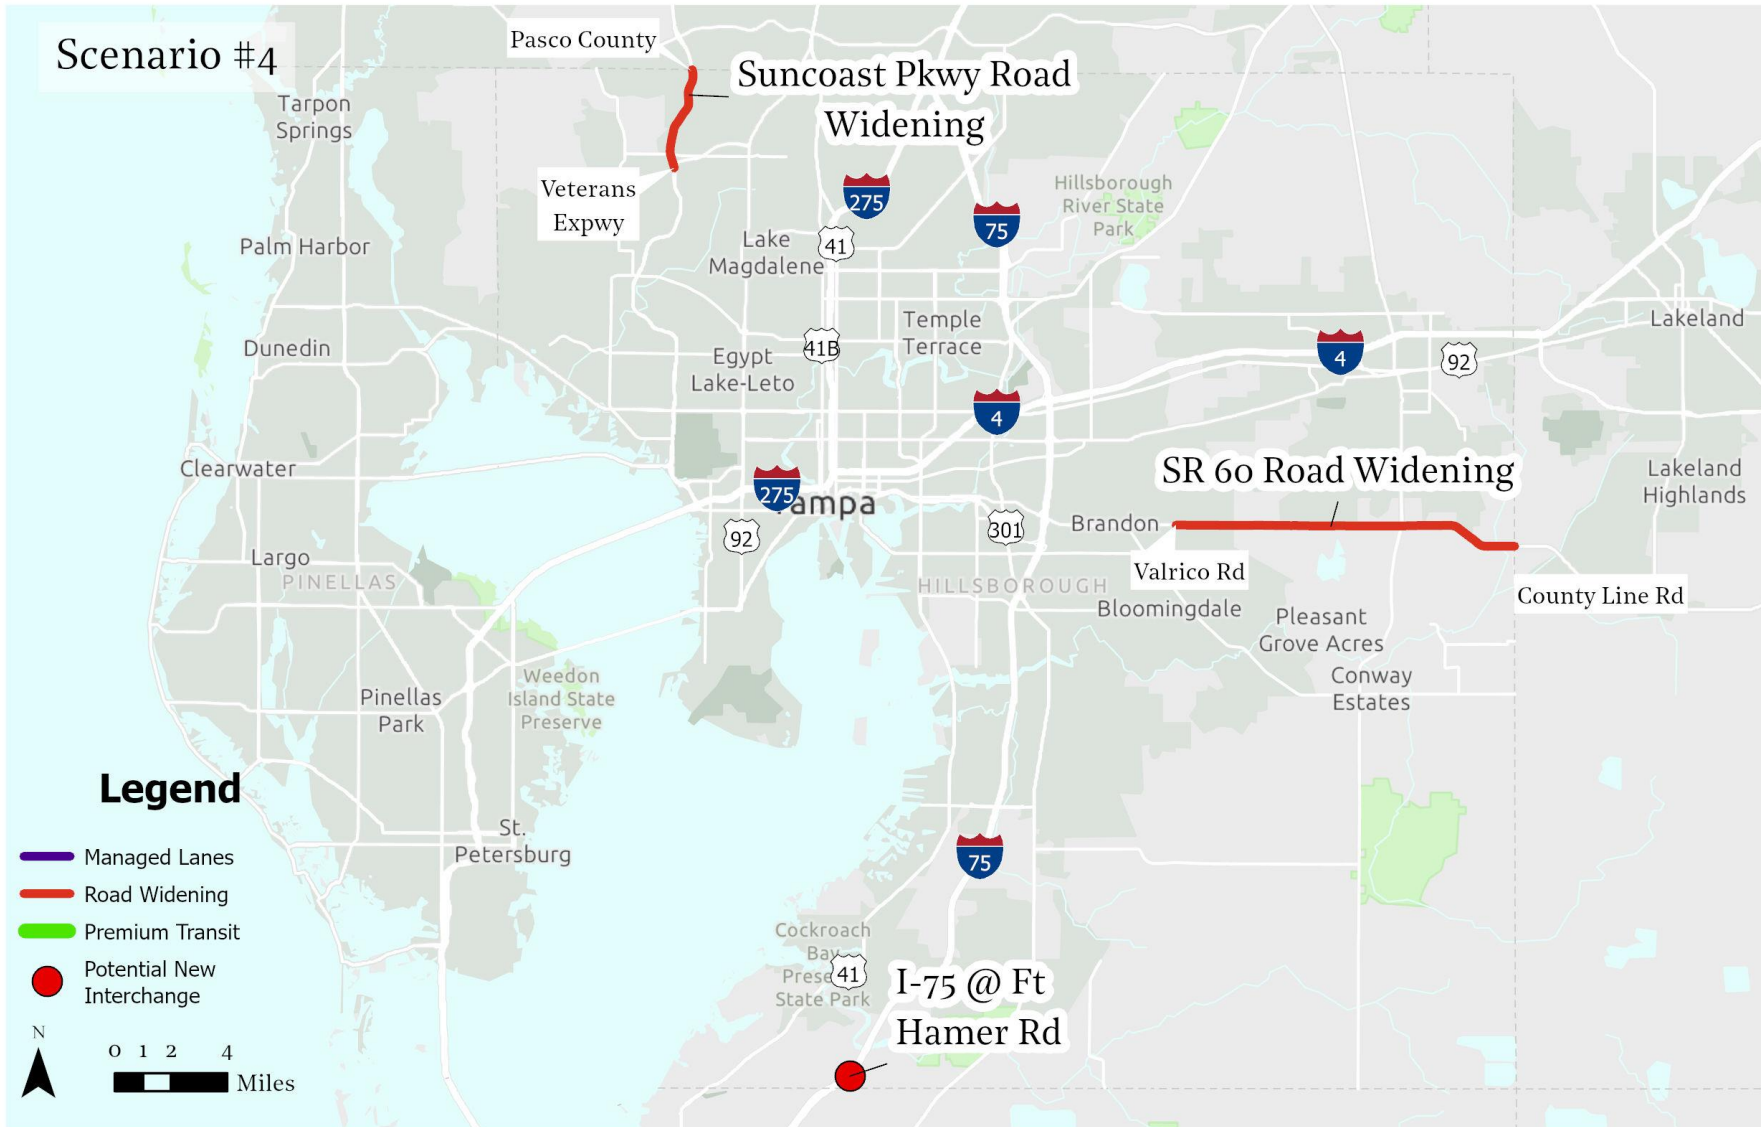 Scenario #4
Pasco County
Suncoast Pkwy Road
Widening
Tarpon
Springs
Veterans
Expwy
275
75
Hillsborough
River State
Park
41
Lake
Magdalene
Palm Harbor
Temple
Terrace
Lakeland
Dunedin
41B
Egypt
Lake-Leto
4
92
4
Clearwater
SR 60 Road Widening
Lakeland
Highlands
275
Tampa
92
301
Brandon
Valrico Rd
County Line Rd
Largo
PINELLAS
HILLSBOROUGH
Bloomingdale
Pleasant
Grove Acres
Conway
Estates
Weedon
Island State
Preserve
Pinellas
Park
Legend
Managed Lanes
Road Widening
Premium Transit
Potential New
Interchange
St.
Petersburg
75
Cockroach
Bay
Prese
State Park
41
I-75 @ Ft
Hamer Rd
N
0 1 2 4
Miles